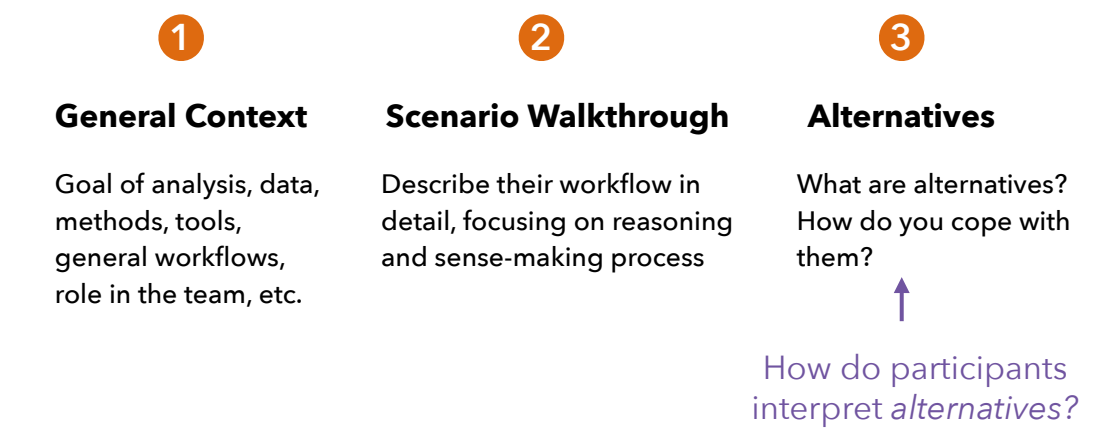 1
General Context
Goal of analysis, data,
methods, tools,
general workflows,
role in the team, etc.
2
Scenario Walkthrough
Describe their workflow in
detail, focusing on reasoning
and sense-making process
3
Alternatives
What are alternatives?
How do you cope with
them?
How do participants
interpret alternatives?